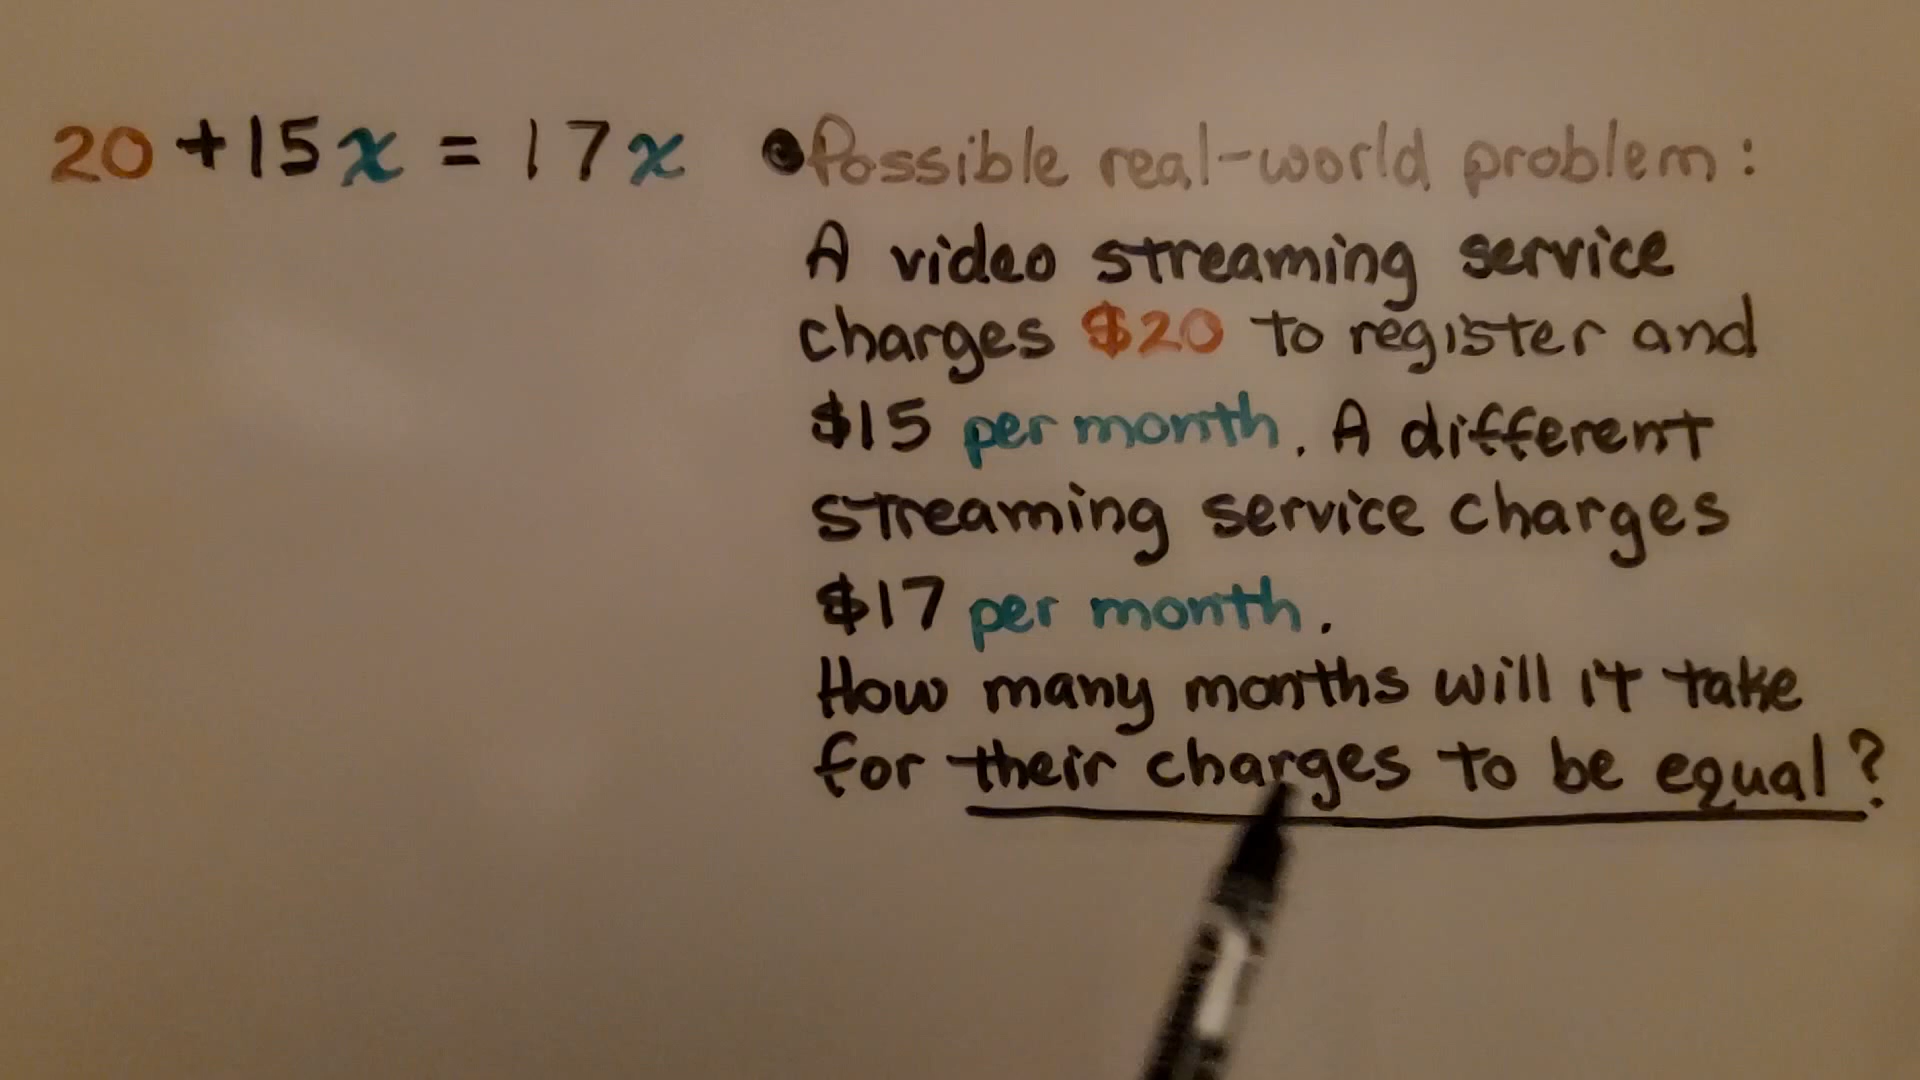 20 + 15x = 17x
• Possible real-world problem:
A video streaming service
charges $20 to register and
$15 per month. A different
streaming service charges
$17 per month.
How many months will it take
for their charges to be equal?